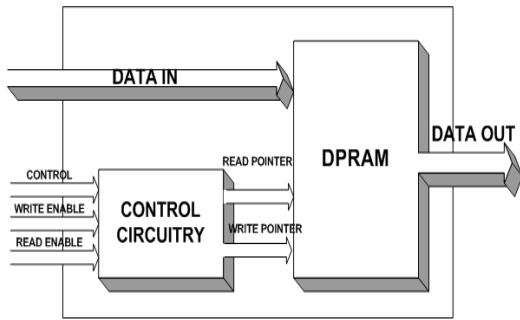 DATA IN
DATA OUT
DPRAM
READ POINTER
CONTROL
WRITE ENABLE
CONTROL
CIRCUITRY
WRITE POINTER
READ ENABLE